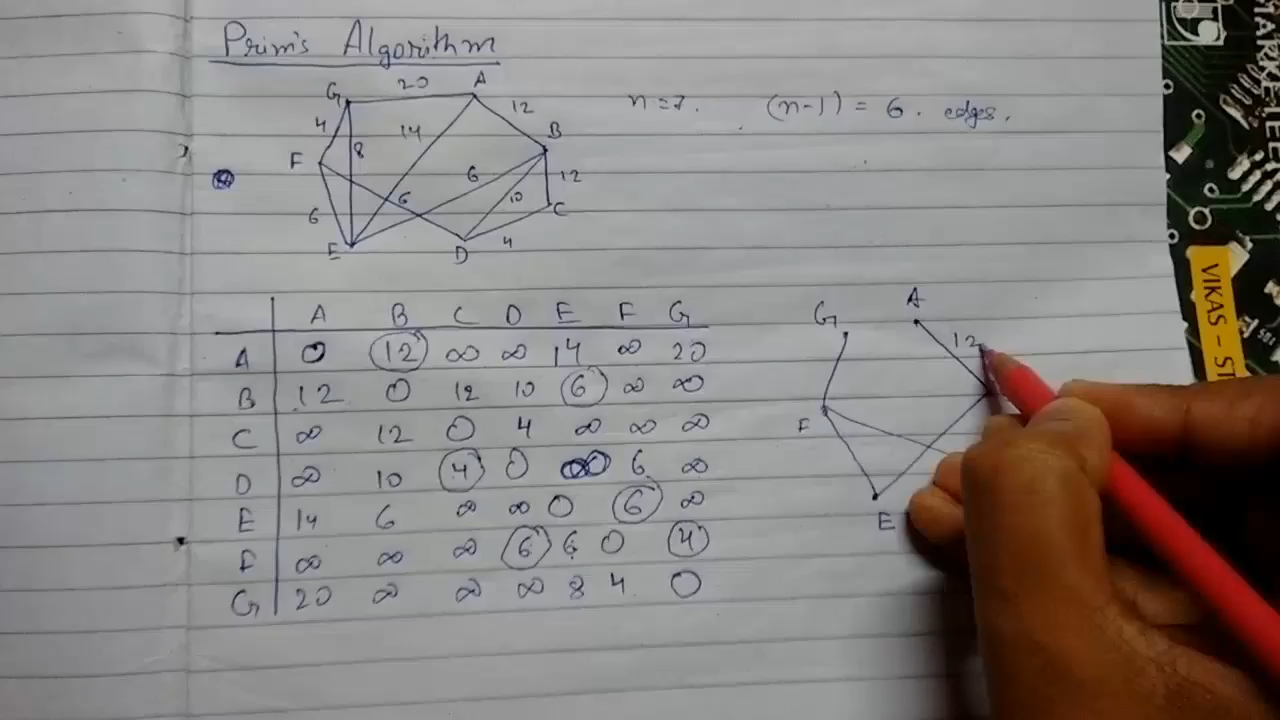 Prim's Algorithm
n=7. (n-1) = 6. edges.
G 20 A
4 8 14 12
F 6 B
6 6 10 12
C
E D 4
A B C D E F G
A 0 12 ∞ ∞ 14 ∞ 20
B 12 0 12 10 6 ∞ ∞
C ∞ 12 0 4 ∞ ∞ ∞
D ∞ 10 4 0 ∞ 6 ∞
E 14 6 ∞ ∞ 0 6 ∞
F ∞ ∞ ∞ 6 6 0 4
G 20 ∞ ∞ ∞ 8 4 0
G A
12
F
E
VIKAS - ST